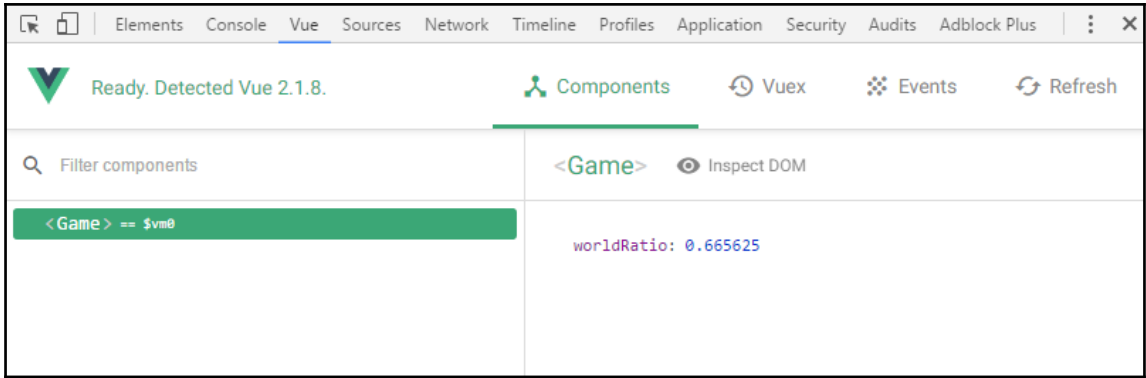 Elements Console Vue Sources Network Timeline Profiles Application Security Audits Adblock Plus
Ready. Detected Vue 2.1.8. Components Vuex Events Refresh
Filter components <Game> Inspect DOM
<Game> == $vm0
worldRatio: 0.665625